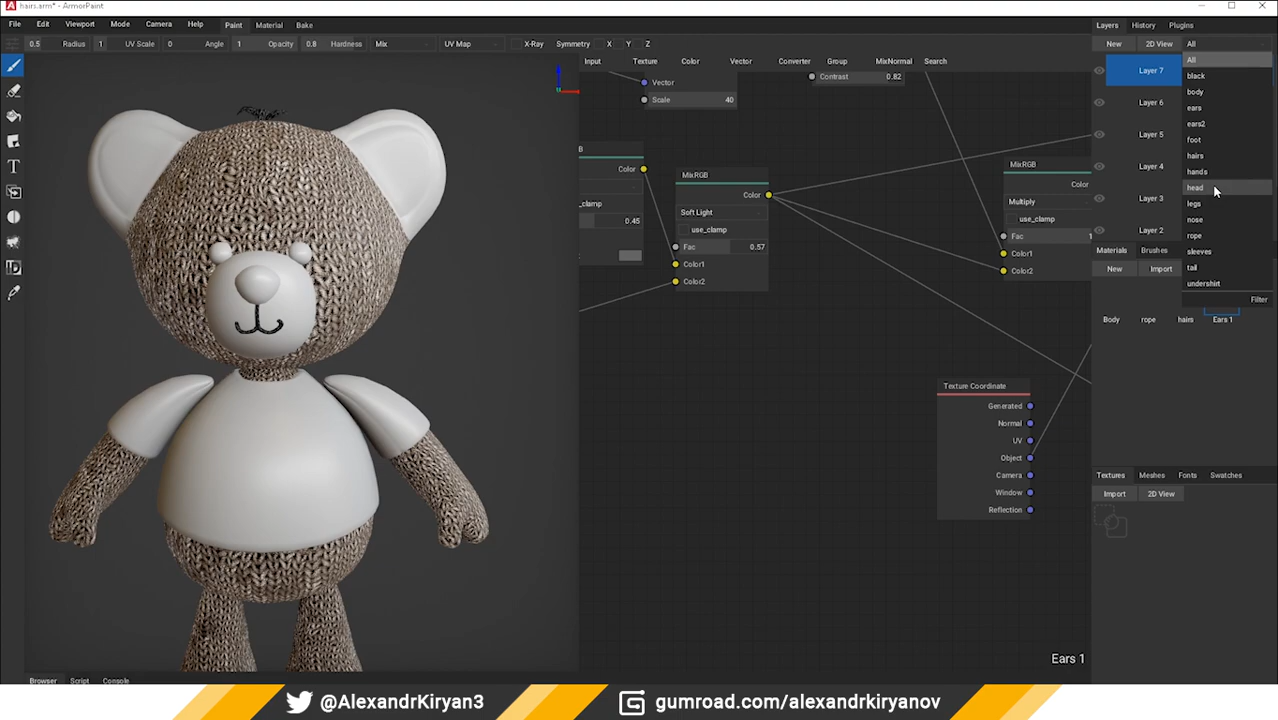 hairs.arm* - ArmorPaint
File Edit Viewport Mode Camera Help Paint Material Bake
0.5 Radius 1 UV Scale 0 Angle 1 Opacity 0.8 Hardness Mix UV Map X-Ray Symmetry X Y Z
Input Texture Color Vector Converter Group MixNormal Search
Vector
Scale 40
Contrast 0.82
B
Color
_clamp
0.45
MixRGB
Color
Soft Light
use_clamp
Fac 0.57
Color1
Color2
MixRGB
Color
Multiply
use_clamp
Fac 1
Color1
Color2
Texture Coordinate
Generated
Normal
UV
Object
Camera
Window
Reflection
Ears 1
Layers History Plugins
New 2D View All
Layer 7
Layer 6
Layer 5
Layer 4
Layer 3
Layer 2
All
black
body
ears
ears2
foot
hairs
hands
head
legs
nose
rope
sleeves
tail
undershirt
Filter
Materials Brushes
New Import
Body rope hairs Ears 1
Textures Meshes Fonts Swatches
Import 2D View
Browser Script Console
@AlexandrKiryan3 gumroad.com/alexandrkiryanov